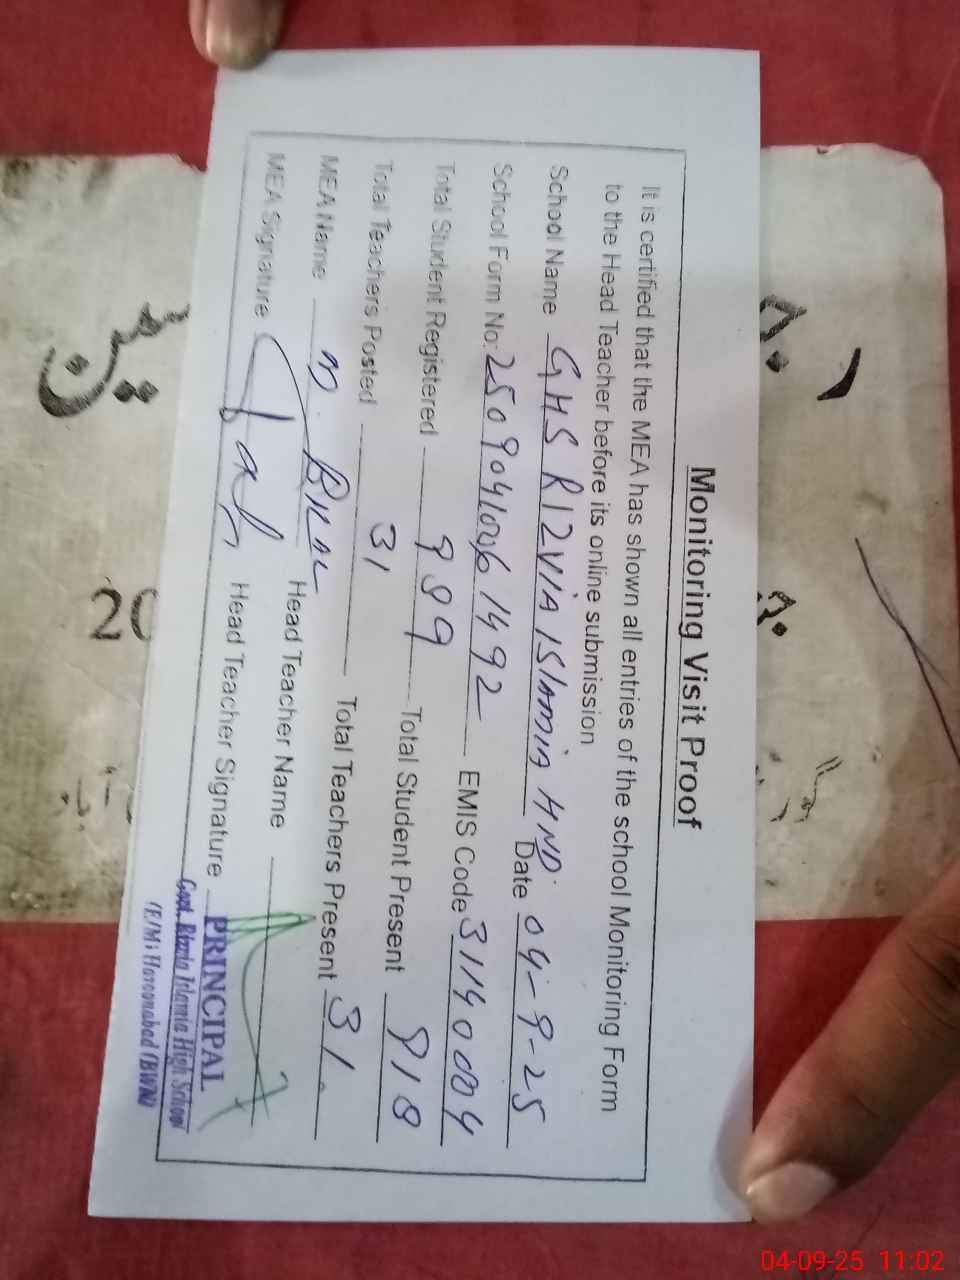 Monitoring Visit Proof
It is certified that the MEA has shown all entries of the school Monitoring Form
to the Head Teacher before its online submission
School Name GHS RIZVIA ISLAMIA HND. Date 04-9-25
School Form No: EMIS Code 31140004
Total Student Registered 999 Total Student Present 918
Total Teachers Posted 31 Total Teachers Present 31
MEA Name M. Bilal Head Teacher Name
MEA Signature Head Teacher Signature
PRINCIPAL
Govt. Rizvia Islamia High School
(E/M) Haroonabad (BWN)
20
04-09-25 11:02